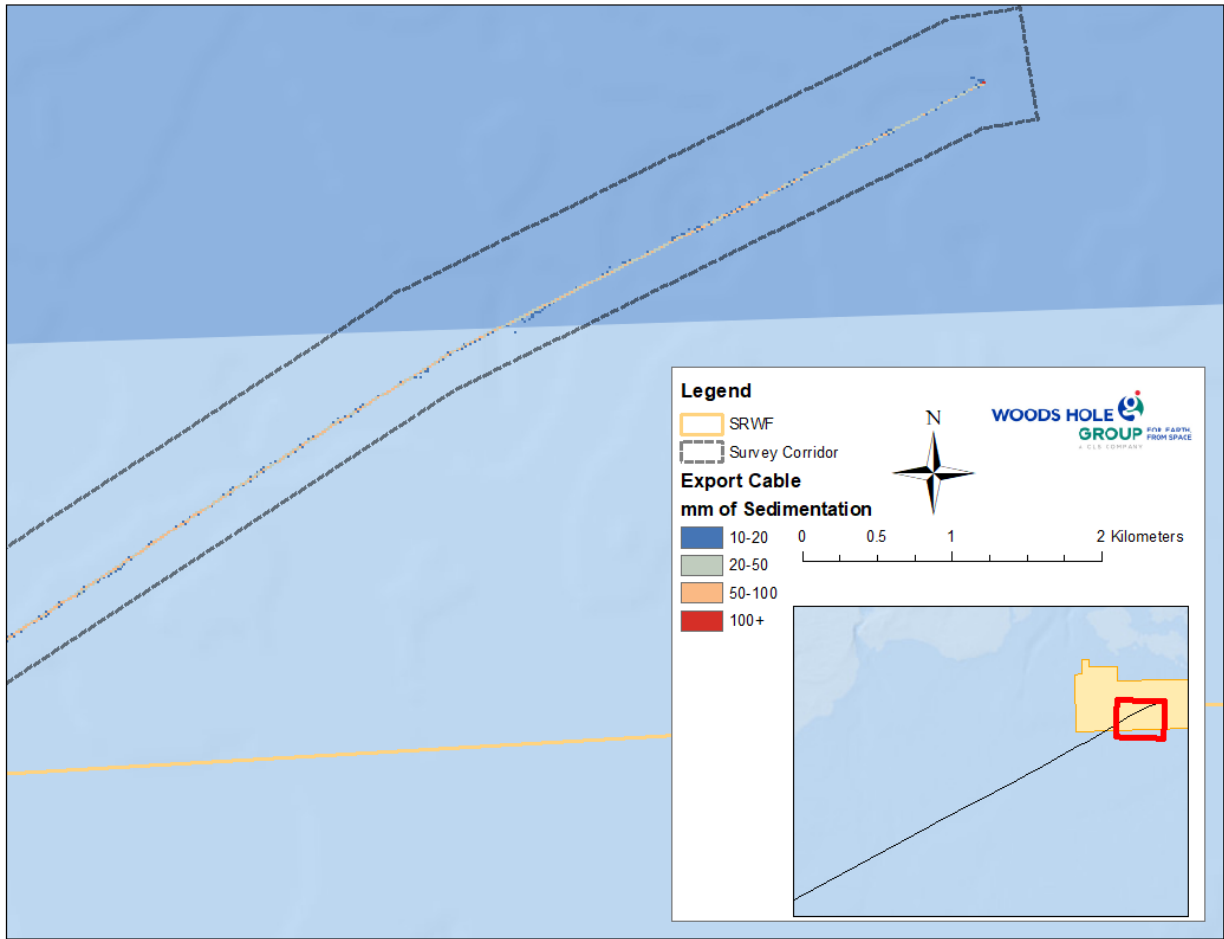 Legend
SRWF
Survey Corridor
Export Cable
mm of Sedimentation
10-20
20-50
50-100
100+
N
WOODS HOLE
GROUP FOR EARTH,
FROM SPACE
A CLS COMPANY
0 0.5 1 2 Kilometers